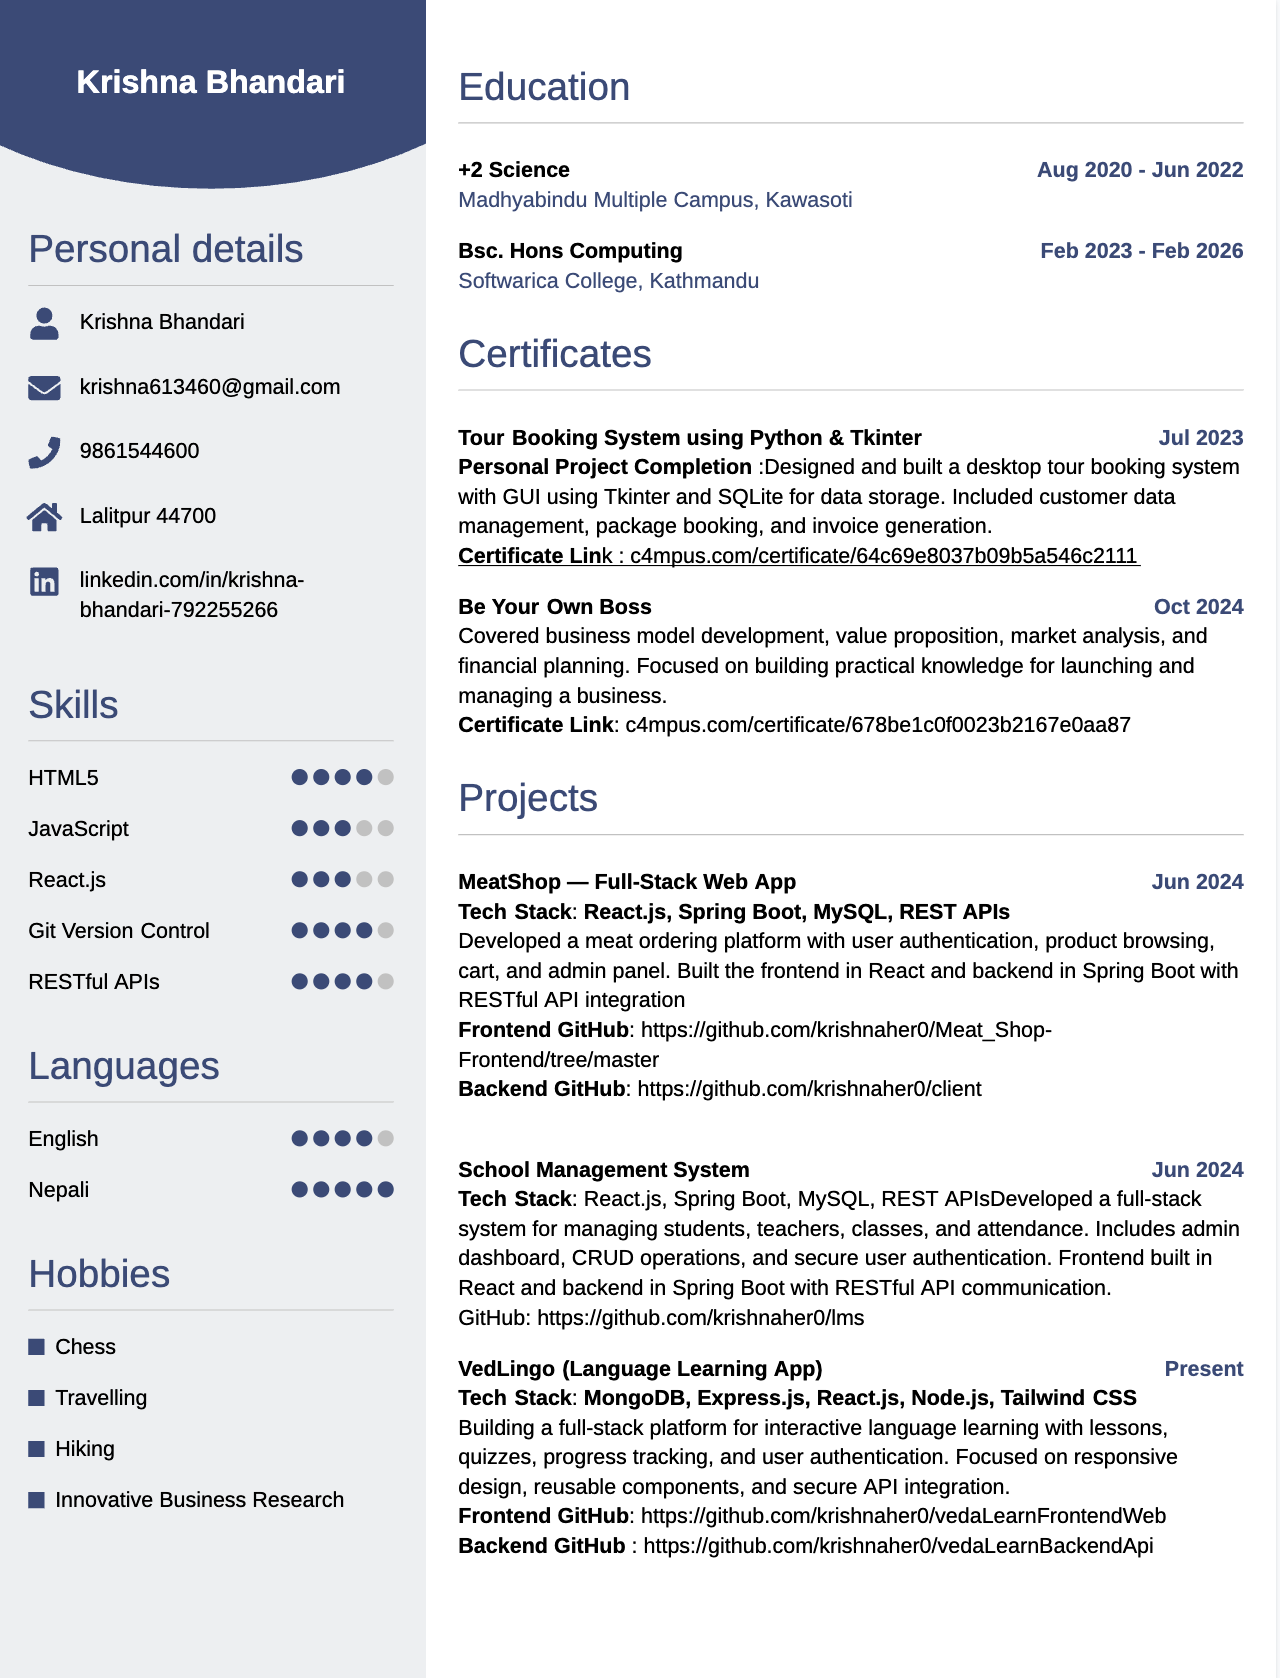 Krishna Bhandari
Personal details
Krishna Bhandari
krishna613460@gmail.com
9861544600
Lalitpur 44700
linkedin.com/in/krishna-
bhandari-792255266
Skills
HTML5
JavaScript
React.js
Git Version Control
RESTful APIs
Languages
English
Nepali
Hobbies
Chess
Travelling
Hiking
Innovative Business Research
Education
+2 Science Aug 2020 - Jun 2022
Madhyabindu Multiple Campus, Kawasoti
Bsc. Hons Computing Feb 2023 - Feb 2026
Softwarica College, Kathmandu
Certificates
Tour Booking System using Python & Tkinter Jul 2023
Personal Project Completion :Designed and built a desktop tour booking system
with GUI using Tkinter and SQLite for data storage. Included customer data
management, package booking, and invoice generation.
Certificate Link : c4mpus.com/certificate/64c69e8037b09b5a546c2111
Be Your Own Boss Oct 2024
Covered business model development, value proposition, market analysis, and
financial planning. Focused on building practical knowledge for launching and
managing a business.
Certificate Link: c4mpus.com/certificate/678be1c0f0023b2167e0aa87
Projects
MeatShop — Full-Stack Web App Jun 2024
Tech Stack: React.js, Spring Boot, MySQL, REST APIs
Developed a meat ordering platform with user authentication, product browsing,
cart, and admin panel. Built the frontend in React and backend in Spring Boot with
RESTful API integration
Frontend GitHub: https://github.com/krishnaher0/Meat_Shop-
Frontend/tree/master
Backend GitHub: https://github.com/krishnaher0/client
School Management System Jun 2024
Tech Stack: React.js, Spring Boot, MySQL, REST APIsDeveloped a full-stack
system for managing students, teachers, classes, and attendance. Includes admin
dashboard, CRUD operations, and secure user authentication. Frontend built in
React and backend in Spring Boot with RESTful API communication.
GitHub: https://github.com/krishnaher0/lms
VedLingo (Language Learning App) Present
Tech Stack: MongoDB, Express.js, React.js, Node.js, Tailwind CSS
Building a full-stack platform for interactive language learning with lessons,
quizzes, progress tracking, and user authentication. Focused on responsive
design, reusable components, and secure API integration.
Frontend GitHub: https://github.com/krishnaher0/vedaLearnFrontendWeb
Backend GitHub : https://github.com/krishnaher0/vedaLearnBackendApi